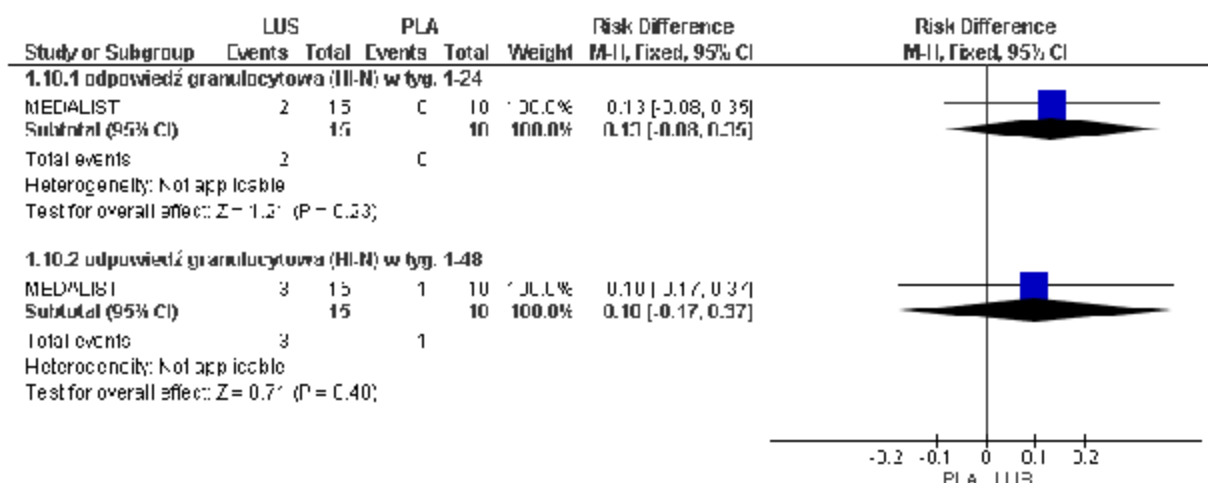 LUS PLA Risk Difference Risk Difference
Study or Subgroup Events Total Events Total Weight M-H, Fixed, 95% CI M-H, Fixed, 95% CI
1.10.1 odpowiedź granulocytowa (HI-N) w tyg. 1-24
MEDALIST 2 15 0 10 100.0% 0.13 [-0.08, 0.35]
Subtotal (95% CI) 15 10 100.0% 0.13 [-0.08, 0.35]
Total events 2 0
Heterogeneity: Not applicable
Test for overall effect: Z = 1.21 (P = 0.23)
1.10.2 odpowiedź granulocytowa (HI-N) w tyg. 1-48
MEDALIST 3 15 1 10 100.0% 0.10 [-0.17, 0.37]
Subtotal (95% CI) 15 10 100.0% 0.10 [-0.17, 0.37]
Total events 3 1
Heterogeneity: Not applicable
Test for overall effect: Z = 0.71 (P =
-0.2 -0.1 0 0.1 0.2
PLA